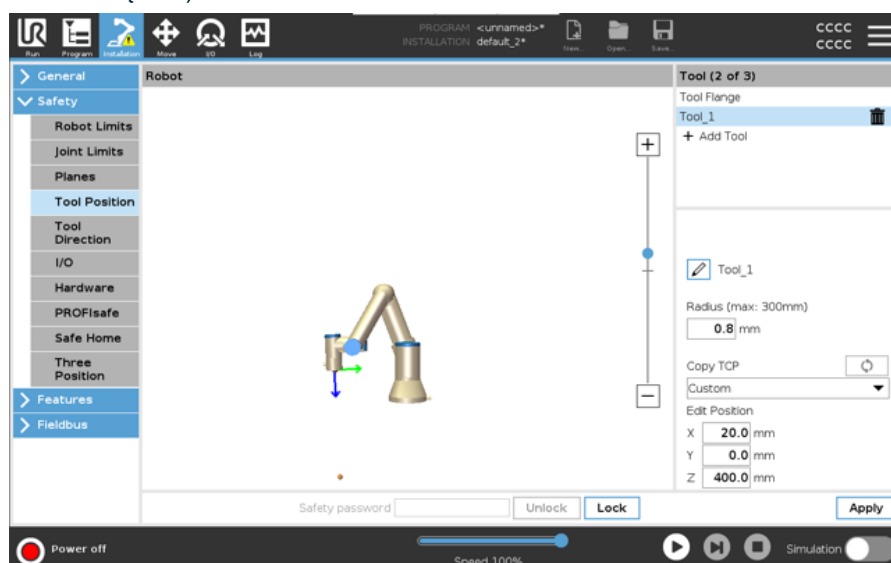 UR
Run
Program
Installation
Move
I/O
Log
PROGRAM <unnamed>*
INSTALLATION default_2*
New...
Open...
Save...
cccc
cccc
General
Safety
Robot Limits
Joint Limits
Planes
Tool Position
Tool
Direction
I/O
Hardware
PROFIsafe
Safe Home
Three
Position
Features
Fieldbus
Robot
Safety password
Unlock
Lock
Tool (2 of 3)
Tool Flange
Tool_1
+ Add Tool
Tool_1
Radius (max: 300mm)
0.8 mm
Copy TCP
Custom
Edit Position
X 20.0 mm
Y 0.0 mm
Z 400.0 mm
Apply
Power off
Speed 100%
Simulation